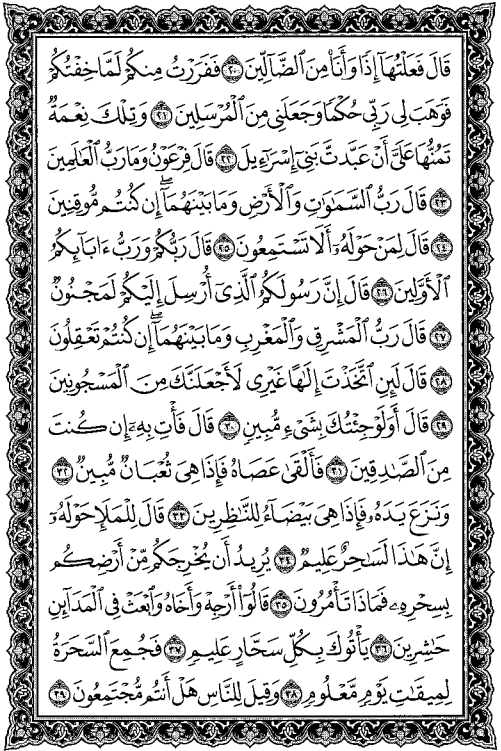 قَالَ فَعَلْتُهَآ إِذًا وَأَنَا۠ مِنَ ٱلضَّآلِّينَ ٢٠ فَفَرَرْتُ مِنكُمْ لَمَّا خِفْتُكُمْ
فَوَهَبَ لِى رَبِّى حُكْمًا وَجَعَلَنِى مِنَ ٱلْمُرْسَلِينَ ٢١ وَتِلْكَ نِعْمَةٌ
تَمُنُّهَا عَلَىَّ أَنْ عَبَّدتَّ بَنِىٓ إِسْرَٰٓءِيلَ ٢٢ قَالَ فِرْعَوْنُ وَمَا رَبُّ ٱلْعَٰلَمِينَ
٢٣ قَالَ رَبُّ ٱلسَّمَٰوَٰتِ وَٱلْأَرْضِ وَمَا بَيْنَهُمَآ ۖ إِن كُنتُم مُّوقِنِينَ
٢٤ قَالَ لِمَنْ حَوْلَهُۥٓ أَلَا تَسْتَمِعُونَ ٢٥ قَالَ رَبُّكُمْ وَرَبُّ ءَابَآئِكُمُ
ٱلْأَوَّلِينَ ٢٦ قَالَ إِنَّ رَسُولَكُمُ ٱلَّذِىٓ أُرْسِلَ إِلَيْكُمْ لَمَجْنُونٌ
٢٧ قَالَ رَبُّ ٱلْمَشْرِقِ وَٱلْمَغْرِبِ وَمَا بَيْنَهُمَآ ۖ إِن كُنتُمْ تَعْقِلُونَ
٢٨ قَالَ لَئِنِ ٱتَّخَذْتَ إِلَٰهًا غَيْرِى لَأَجْعَلَنَّكَ مِنَ ٱلْمَسْجُونِينَ
٢٩ قَالَ أَوَلَوْ جِئْتُكَ بِشَىْءٍ مُّبِينٍ ٣٠ قَالَ فَأْتِ بِهِۦٓ إِن كُنتَ
مِنَ ٱلصَّٰدِقِينَ ٣١ فَأَلْقَىٰ عَصَاهُ فَإِذَا هِىَ ثُعْبَانٌ مُّبِينٌ ٣٢
وَنَزَعَ يَدَهُۥ فَإِذَا هِىَ بَيْضَآءُ لِلنَّٰظِرِينَ ٣٣ قَالَ لِلْمَلَإِ حَوْلَهُۥٓ
إِنَّ هَٰذَا لَسَٰحِرٌ عَلِيمٌ ٣٤ يُرِيدُ أَن يُخْرِجَكُم مِّنْ أَرْضِكُم
بِسِحْرِهِۦ فَمَاذَا تَأْمُرُونَ ٣٥ قَالُوٓا۟ أَرْجِهْ وَأَخَاهُ وَٱبْعَثْ فِى ٱلْمَدَآئِنِ
حَٰشِرِينَ ٣٦ يَأْتُوكَ بِكُلِّ سَحَّارٍ عَلِيمٍ ٣٧ فَجُمِعَ ٱلسَّحَرَةُ
لِمِيقَٰتِ يَوْمٍ مَّعْلُومٍ ٣٨ وَقِيلَ لِلنَّاسِ هَلْ أَنتُم مُّجْتَمِعُونَ ٣٩